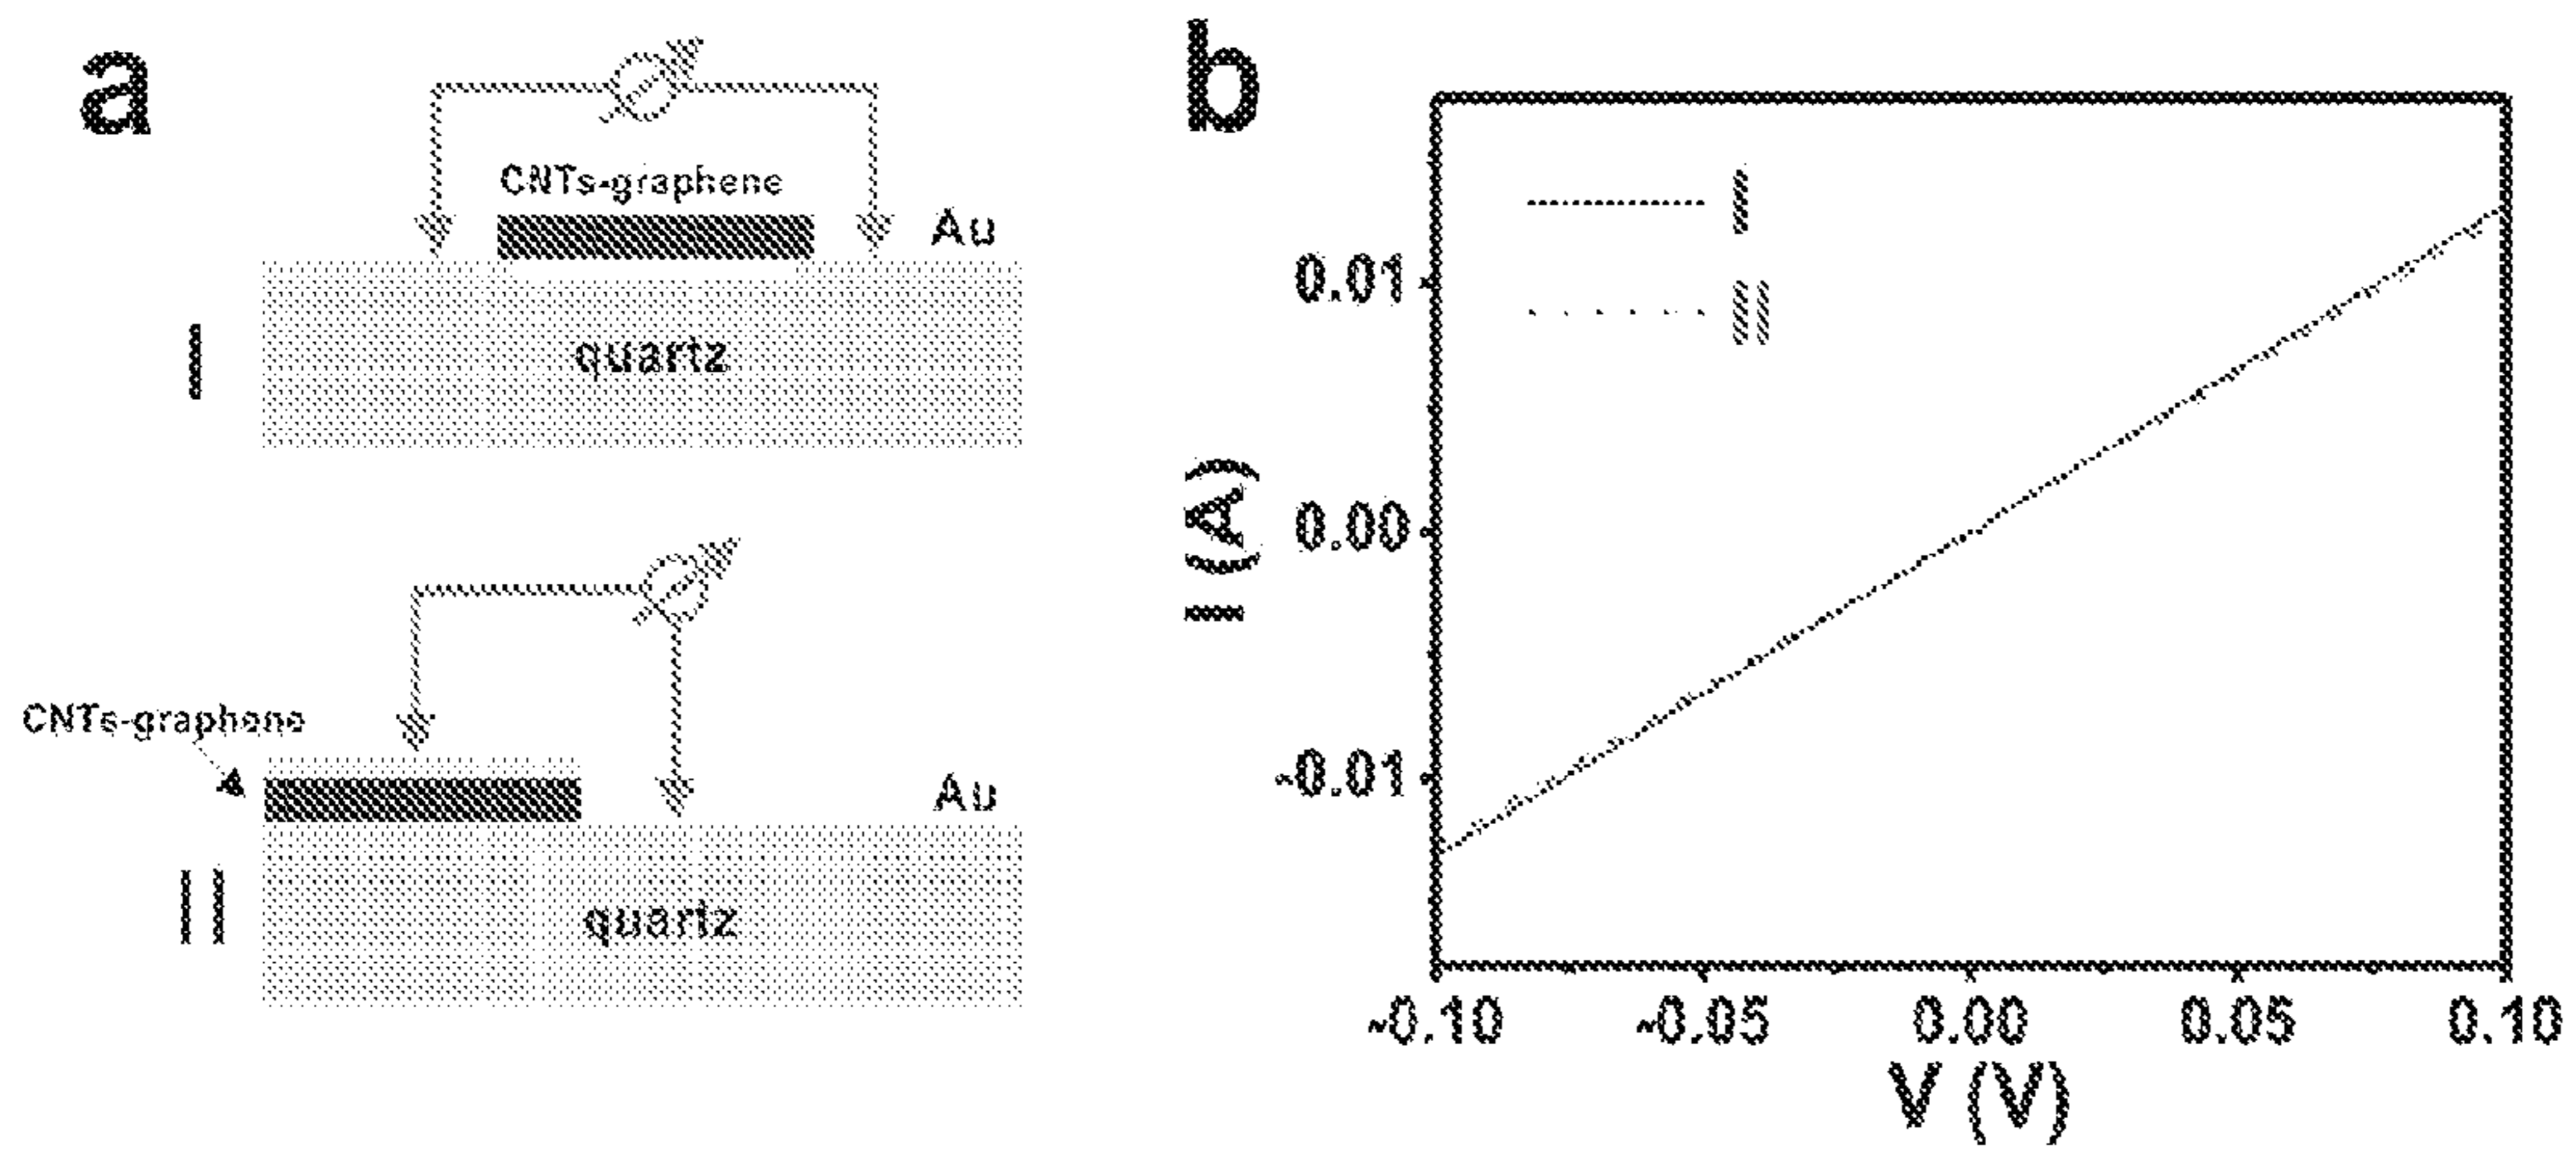 a
CNTs-graphene
Au
quartz
I
CNTs-graphene
Au
quartz
II
b
I
II
0.01
0.00
-0.01
I (A)
-0.10 -0.05 0.00 0.05 0.10
V (V)